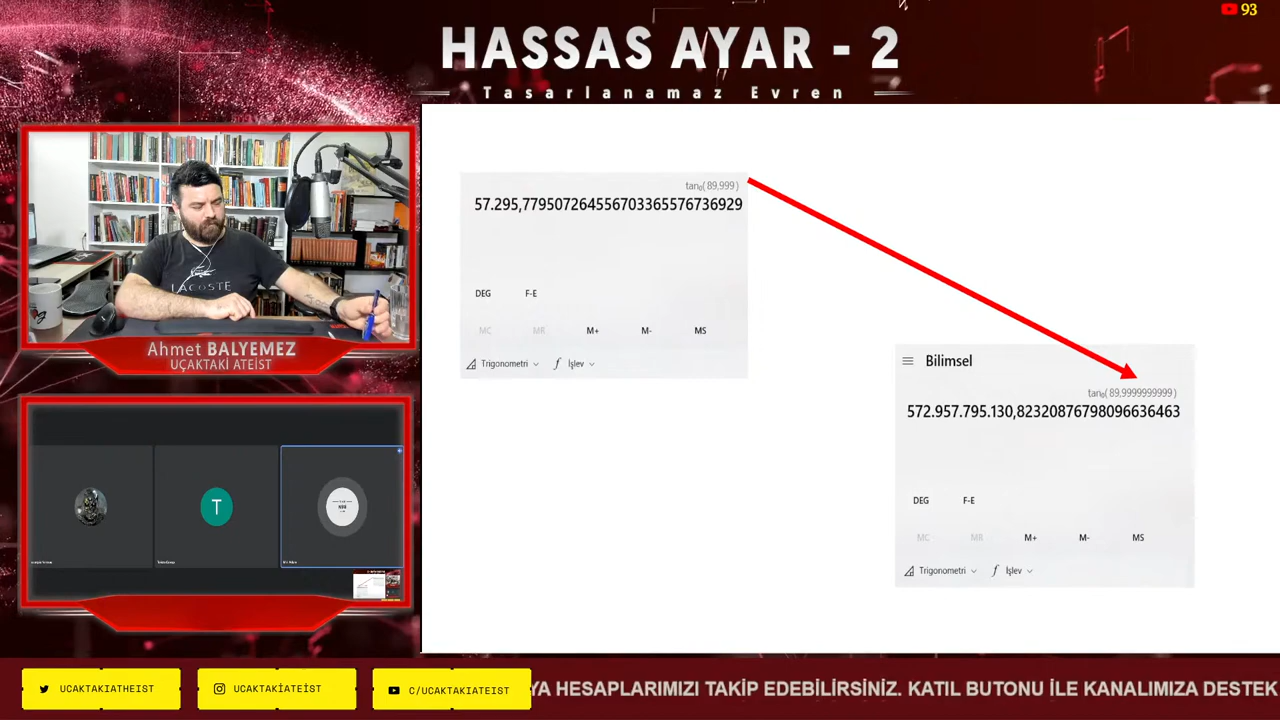 93
HASSAS AYAR - 2
Tasarlanamaz Evren
LACOSTE
Ahmet BALYEMEZ
UÇAKTAKİ ATEİST
T
tan₀( 89,999 )
57.295,779507264556703365576736929
DEG F-E
MC MR M+ M- MS
Trigonometri f İşlev
Bilimsel
tan₀( 89,9999999999 )
572.957.795.130,82320876798096636463
DEG F-E
MC MR M+ M- MS
Trigonometri f İşlev
UCAKTAKIATHEIST
UCAKTAKİATEİST
C/UCAKTAKIATEIST
YA HESAPLARIMIZI TAKİP EDEBİLİRSİNİZ. KATIL BUTONU İLE KANALIMIZA DESTEK